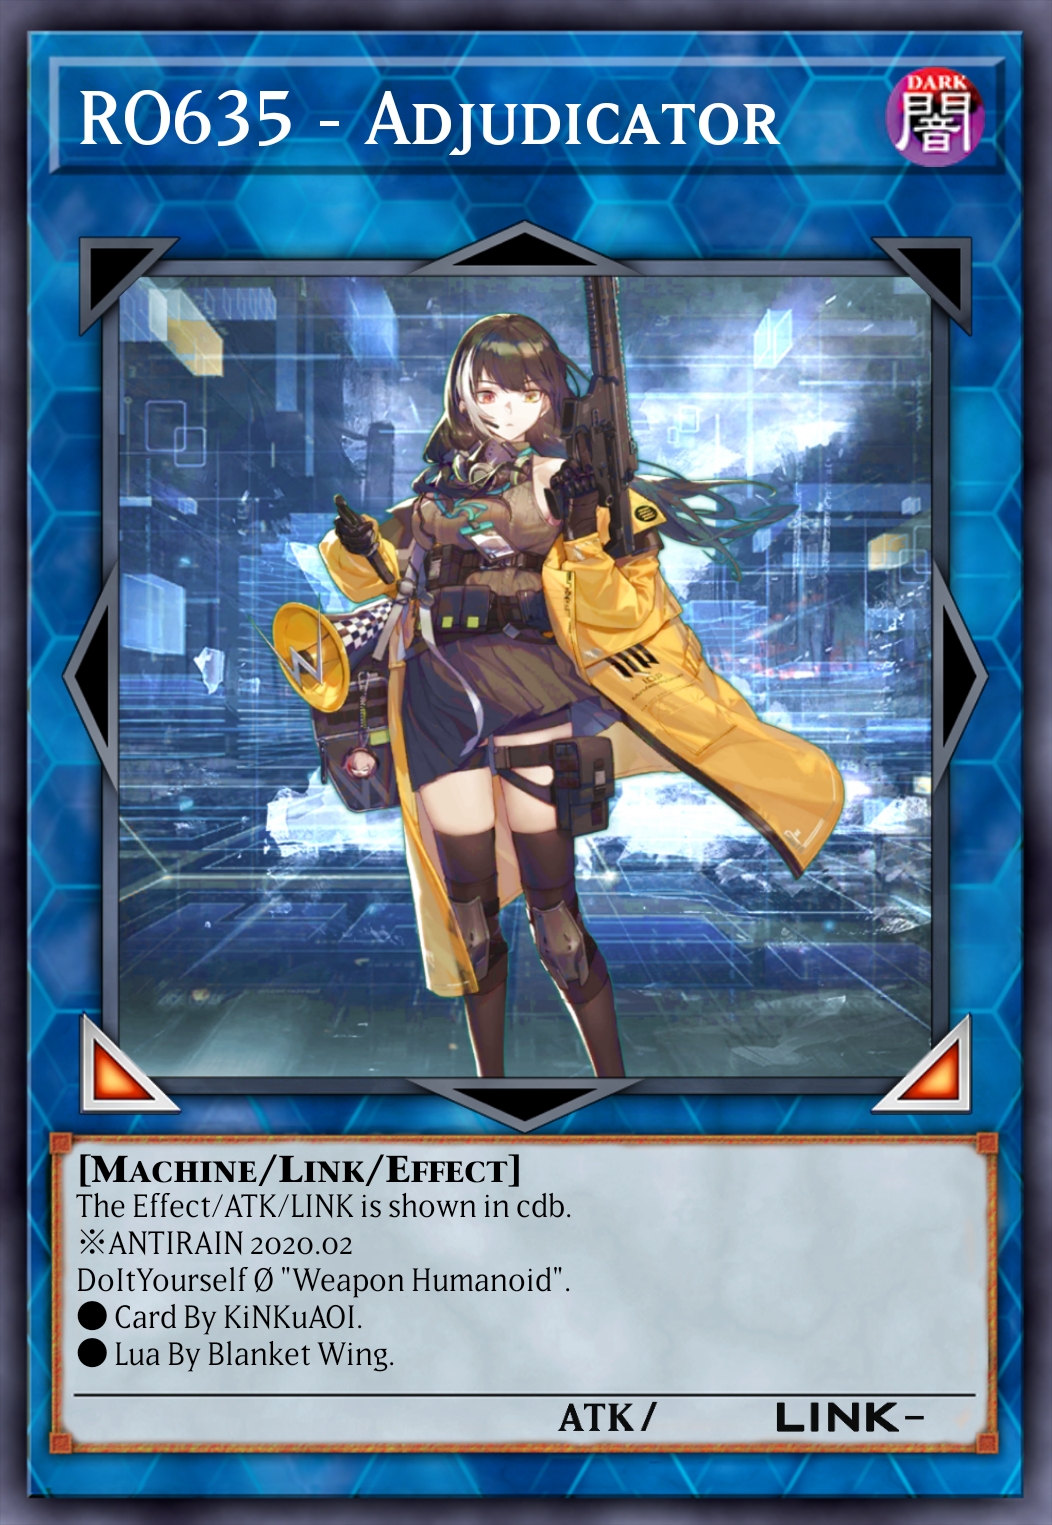 RO635 - Adjudicator
DARK
闇
[Machine/Link/Effect]
The Effect/ATK/LINK is shown in cdb.
※ANTIRAIN 2020.02
DoItYourself Ø "Weapon Humanoid".
● Card By KiNKuAOI.
● Lua By Blanket Wing.
ATK/ LINK-